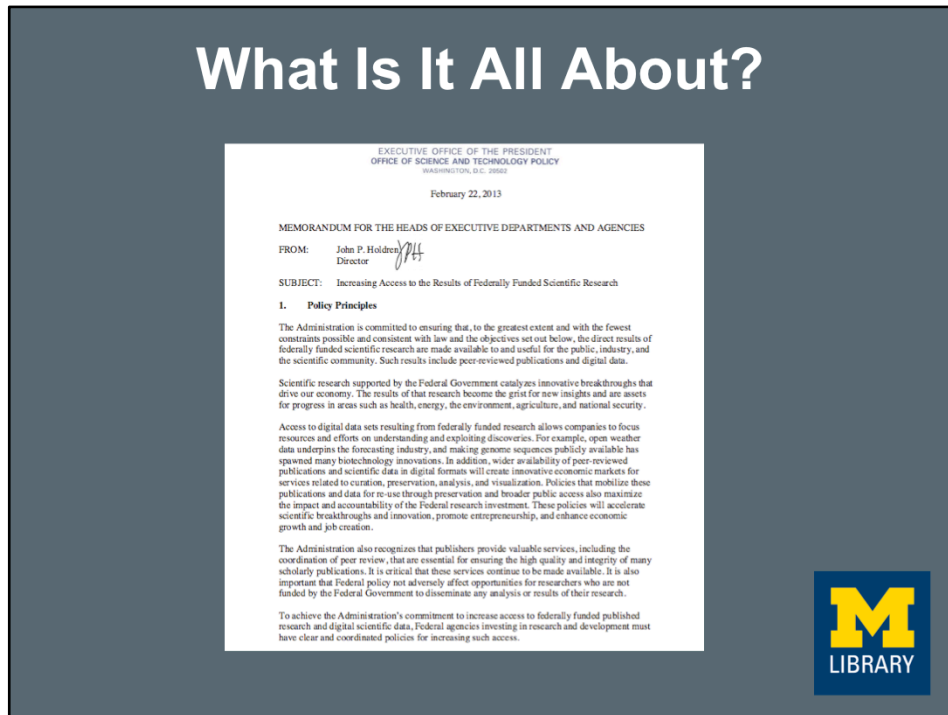 What Is It All About?
EXECUTIVE OFFICE OF THE PRESIDENT
OFFICE OF SCIENCE AND TECHNOLOGY POLICY
WASHINGTON, D.C. 20502
February 22, 2013
MEMORANDUM FOR THE HEADS OF EXECUTIVE DEPARTMENTS AND AGENCIES
FROM: John P. Holdren
Director
SUBJECT: Increasing Access to the Results of Federally Funded Scientific Research
1. Policy Principles
The Administration is committed to ensuring that, to the greatest extent and with the fewest
constraints possible and consistent with law and the objectives set out below, the direct results of
federally funded scientific research are made available to and useful for the public, industry, and
the scientific community. Such results include peer-reviewed publications and digital data.
Scientific research supported by the Federal Government catalyzes innovative breakthroughs that
drive our economy. The results of that research become the grist for new insights and are assets
for progress in areas such as health, energy, the environment, agriculture, and national security.
Access to digital data sets resulting from federally funded research allows companies to focus
resources and efforts on understanding and exploiting discoveries. For example, open weather
data underpins the forecasting industry, and making genome sequences publicly available has
spawned many biotechnology innovations. In addition, wider availability of peer-reviewed
publications and scientific data in digital formats will create innovative economic markets for
services related to curation, preservation, analysis, and visualization. Policies that mobilize these
publications and data for re-use through preservation and broader public access also maximize
the impact and accountability of the Federal research investment. These policies will accelerate
scientific breakthroughs and innovation, promote entrepreneurship, and enhance economic
growth and job creation.
The Administration also recognizes that publishers provide valuable services, including the
coordination of peer review, that are essential for ensuring the high quality and integrity of many
scholarly publications. It is critical that these services continue to be made available. It is also
important that Federal policy not adversely affect opportunities for researchers who are not
funded by the Federal Government to disseminate any analysis or results of their research.
To achieve the Administration's commitment to increase access to federally funded published
research and digital scientific data, Federal agencies investing in research and development must
have clear and coordinated policies for increasing such access.
M
LIBRARY